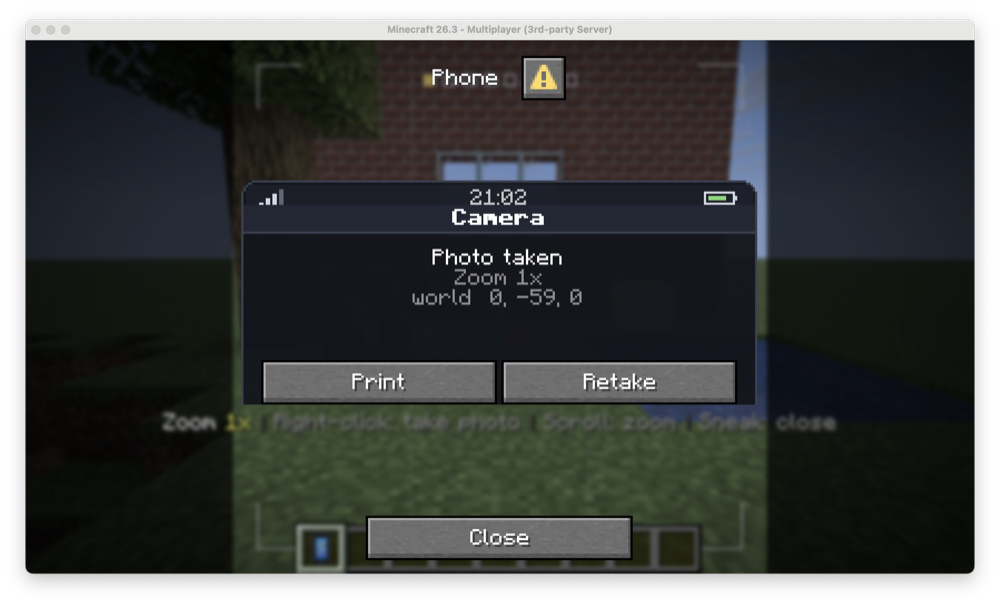 Minecraft 26.3 - Multiplayer (3rd-party Server)
Phone
21:02
Camera
Photo taken
Zoom 1x
world 0, -59, 0
Print Retake
Zoom 1x | Right-click: take photo | Scroll: zoom | Sneak: close
Close